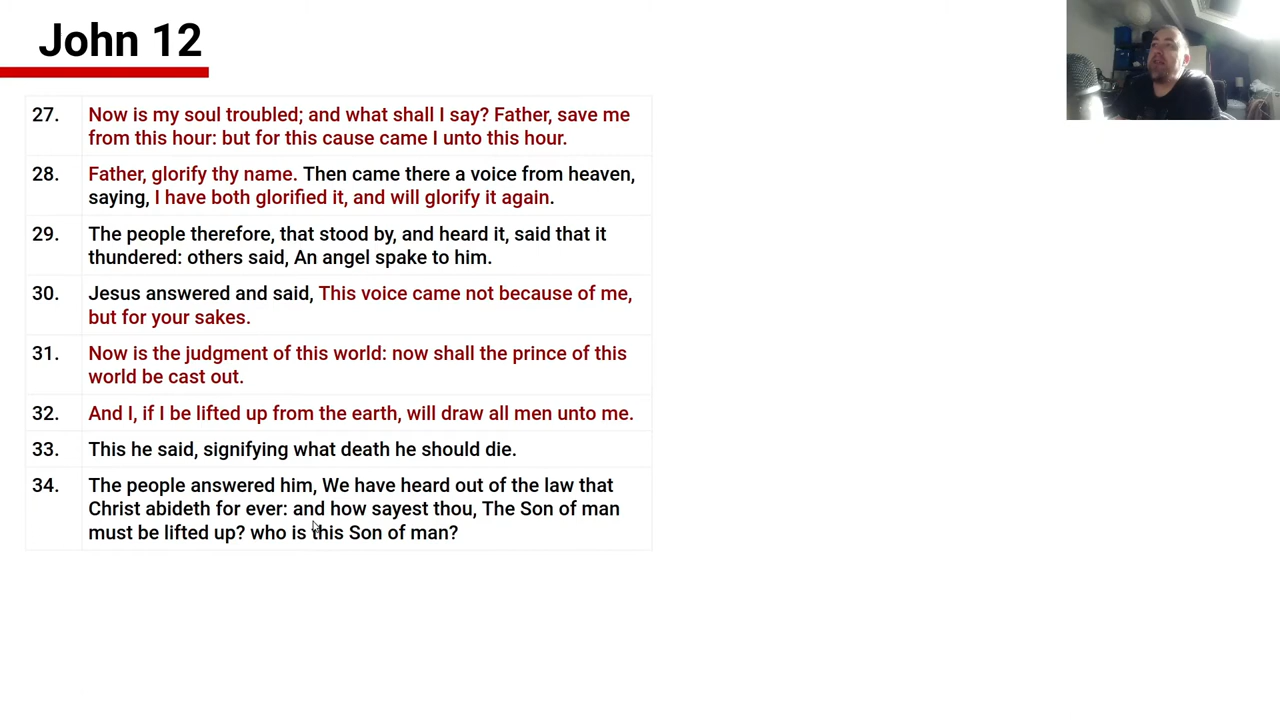 John 12
27. Now is my soul troubled; and what shall I say? Father, save me
from this hour: but for this cause came I unto this hour.
28. Father, glorify thy name. Then came there a voice from heaven,
saying, I have both glorified it, and will glorify it again.
29. The people therefore, that stood by, and heard it, said that it
thundered: others said, An angel spake to him.
30. Jesus answered and said, This voice came not because of me,
but for your sakes.
31. Now is the judgment of this world: now shall the prince of this
world be cast out.
32. And I, if I be lifted up from the earth, will draw all men unto me.
33. This he said, signifying what death he should die.
34. The people answered him, We have heard out of the law that
Christ abideth for ever: and how sayest thou, The Son of man
must be lifted up? who is this Son of man?